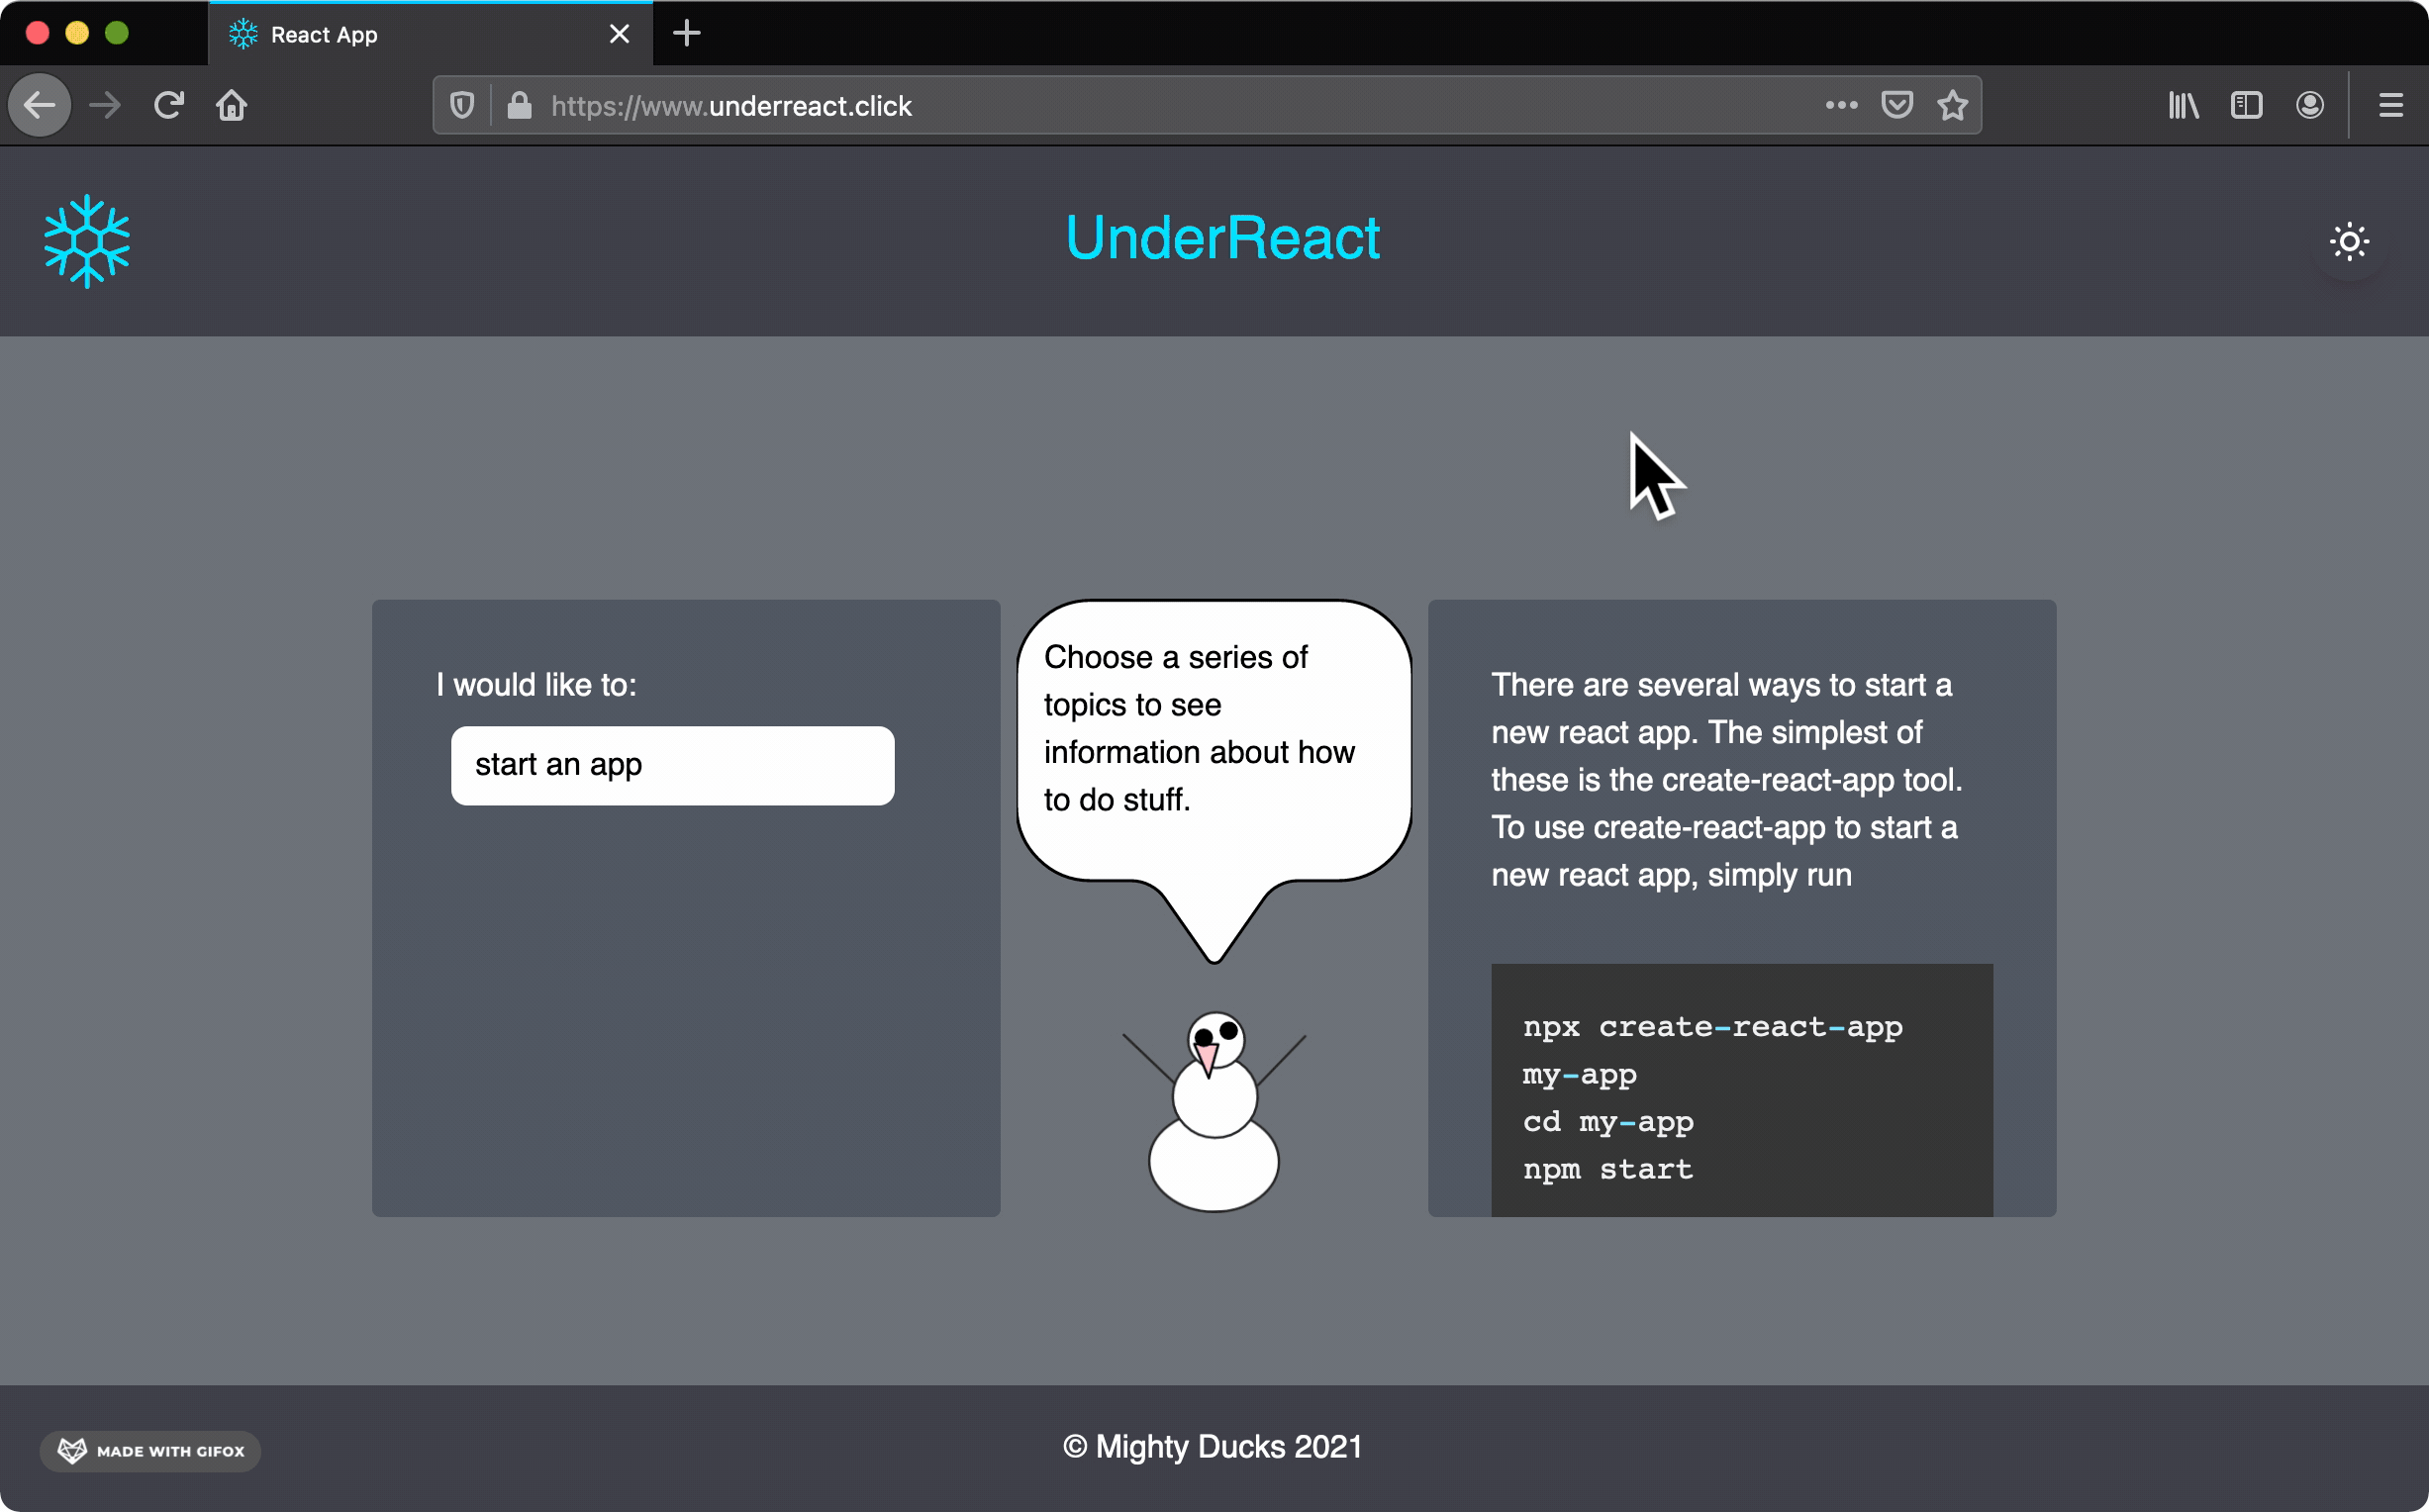 React App
https://www.underreact.click
UnderReact
I would like to:
start an app
Choose a series of
topics to see
information about how
to do stuff.
There are several ways to start a
new react app. The simplest of
these is the create-react-app tool.
To use create-react-app to start a
new react app, simply run
npx create-react-app
my-app
cd my-app
npm start
MADE WITH GIFOX
© Mighty Ducks 2021